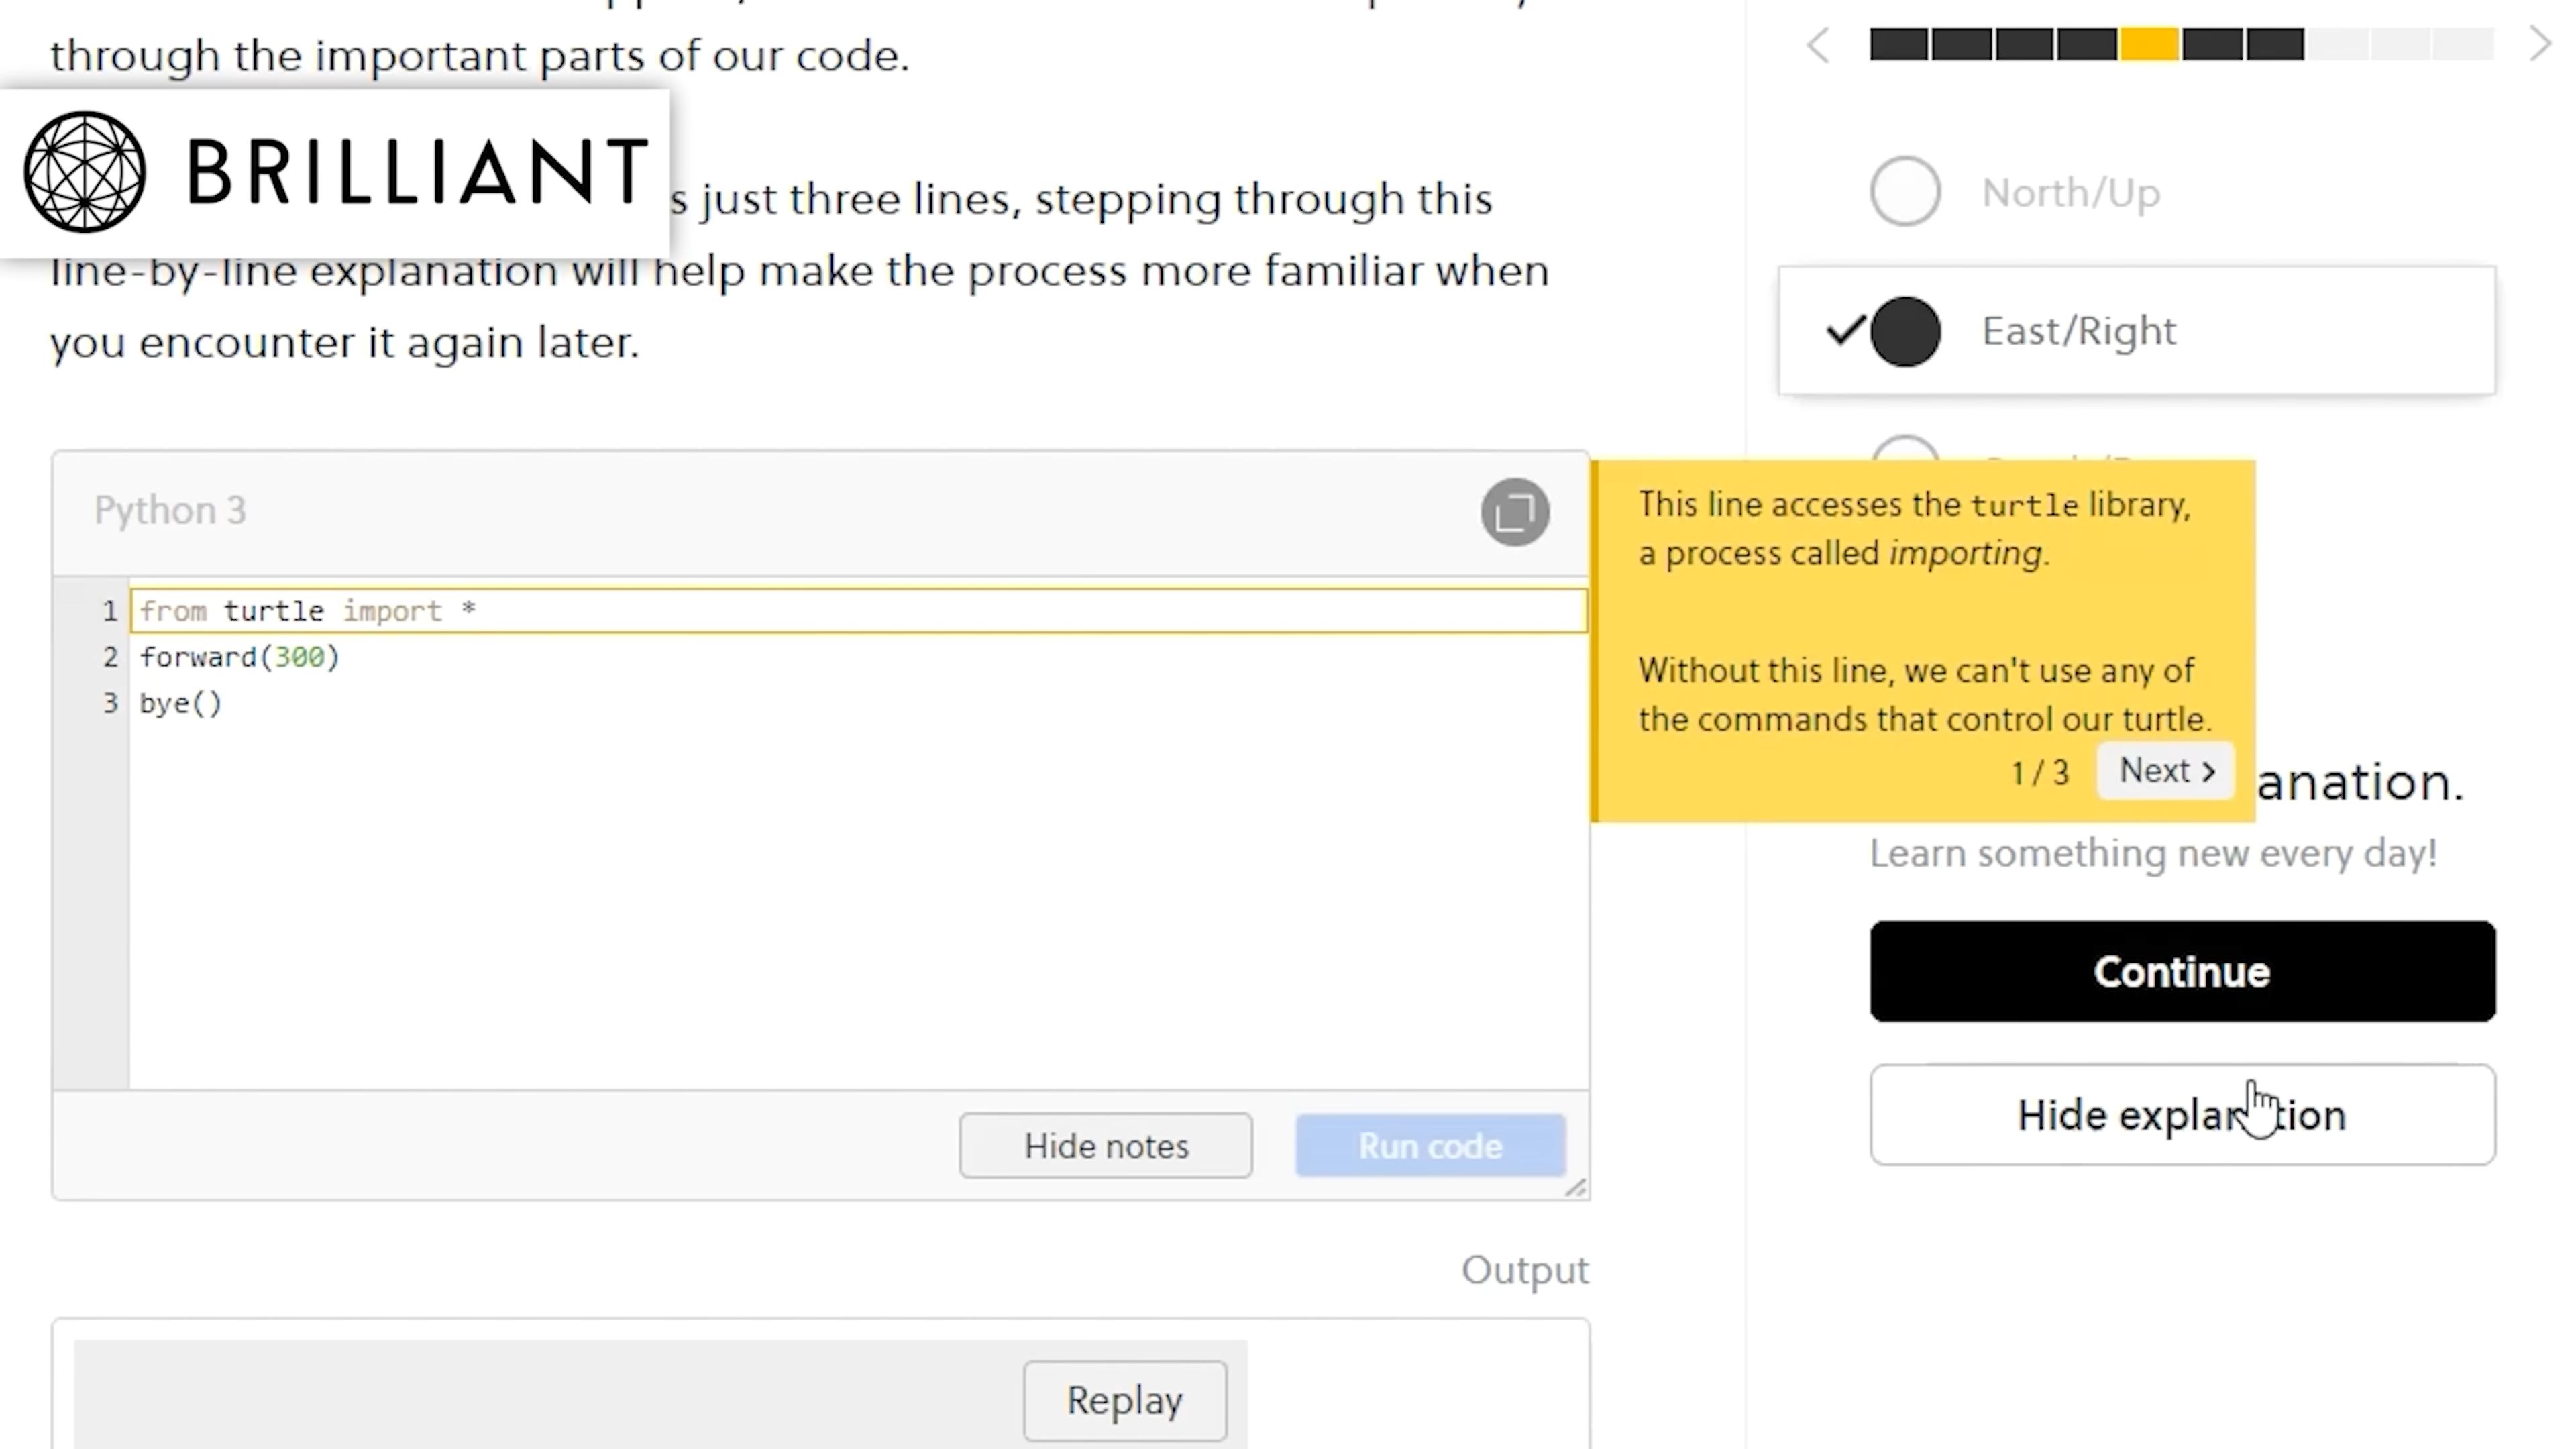 through the important parts of our code.
BRILLIANT
s just three lines, stepping through this
line-by-line explanation will help make the process more familiar when
you encounter it again later.
Python 3
1 from turtle import *
2 forward(300)
3 bye()
Hide notes
Run code
Output
Replay
This line accesses the turtle library,
a process called importing.
Without this line, we can't use any of
the commands that control our turtle.
1 / 3
Next >
North/Up
East/Right
anation.
Learn something new every day!
Continue
Hide explanation